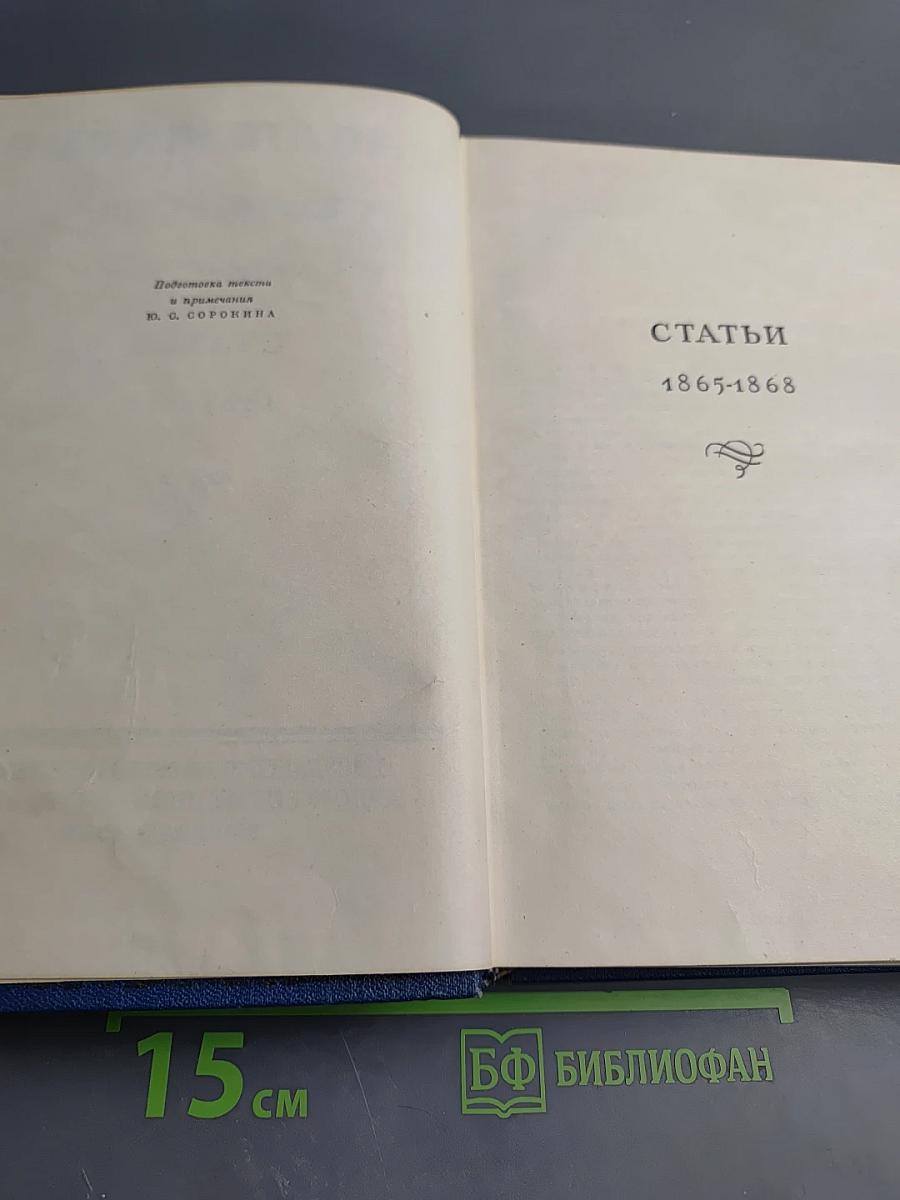 Подготовка текста
и примечания
Ю. С. СОРОКИНА
СТАТЬИ
1865-1868
15 см
БФ БИБЛИОФАН